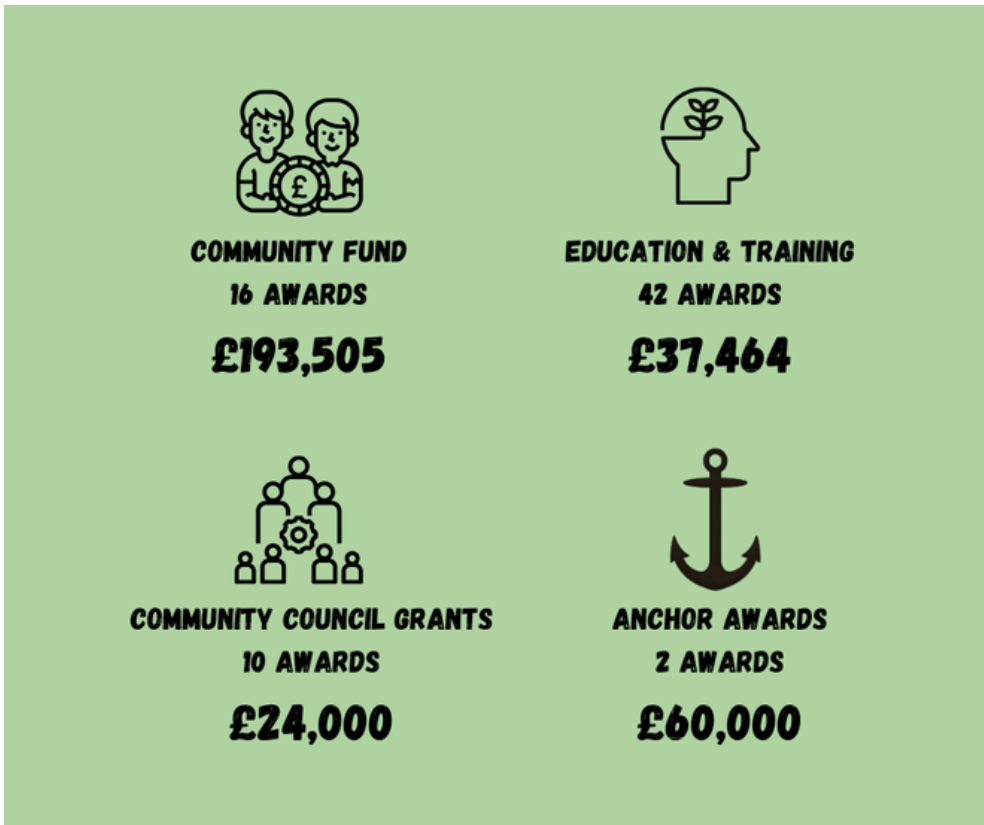 £
COMMUNITY FUND
16 AWARDS
£193,505
EDUCATION & TRAINING
42 AWARDS
£37,464
COMMUNITY COUNCIL GRANTS
10 AWARDS
£24,000
ANCHOR AWARDS
2 AWARDS
£60,000